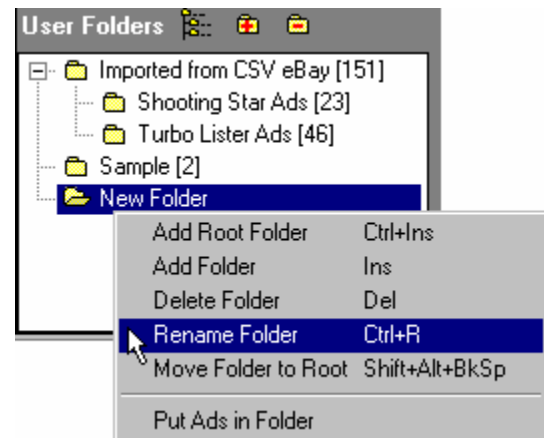 User Folders
Imported from CSV eBay [151]
Shooting Star Ads [23]
Turbo Lister Ads [46]
Sample [2]
New Folder
Add Root Folder Ctrl+Ins
Add Folder Ins
Delete Folder Del
Rename Folder Ctrl+R
Move Folder to Root Shift+Alt+BkSp
Put Ads in Folder